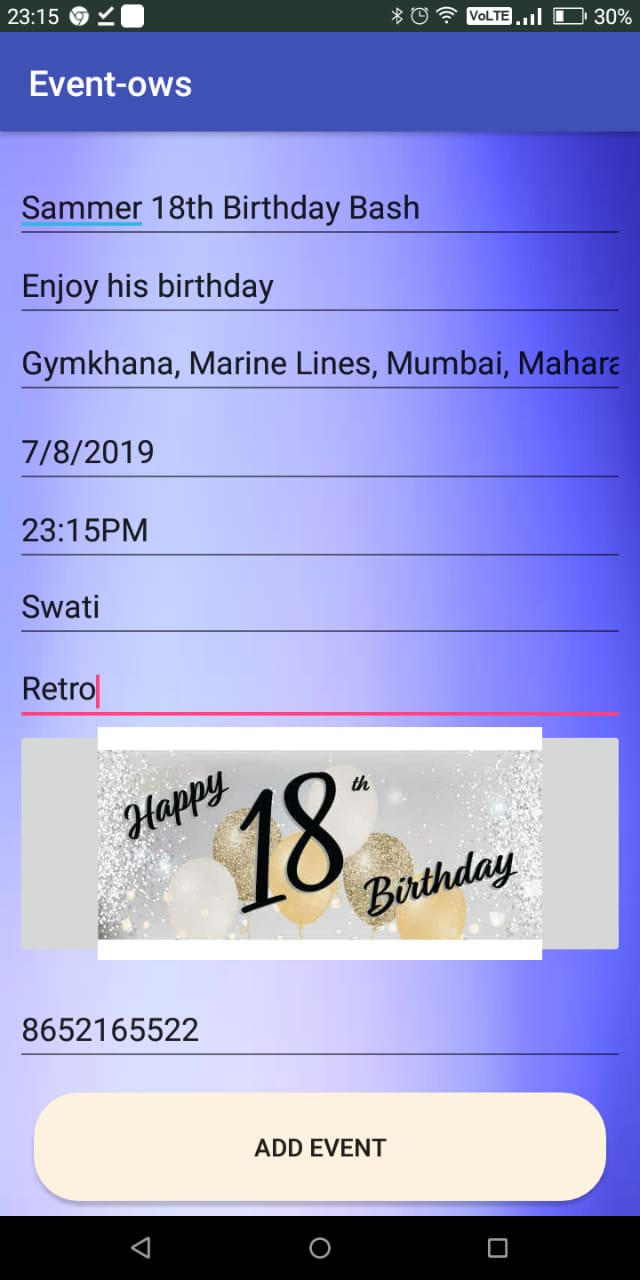 23:15 VoLTE 30%
Event-ows
Sammer 18th Birthday Bash
Enjoy his birthday
Gymkhana, Marine Lines, Mumbai, Mahara
7/8/2019
23:15PM
Swati
Retro
Happy 18th Birthday
8652165522
ADD EVENT